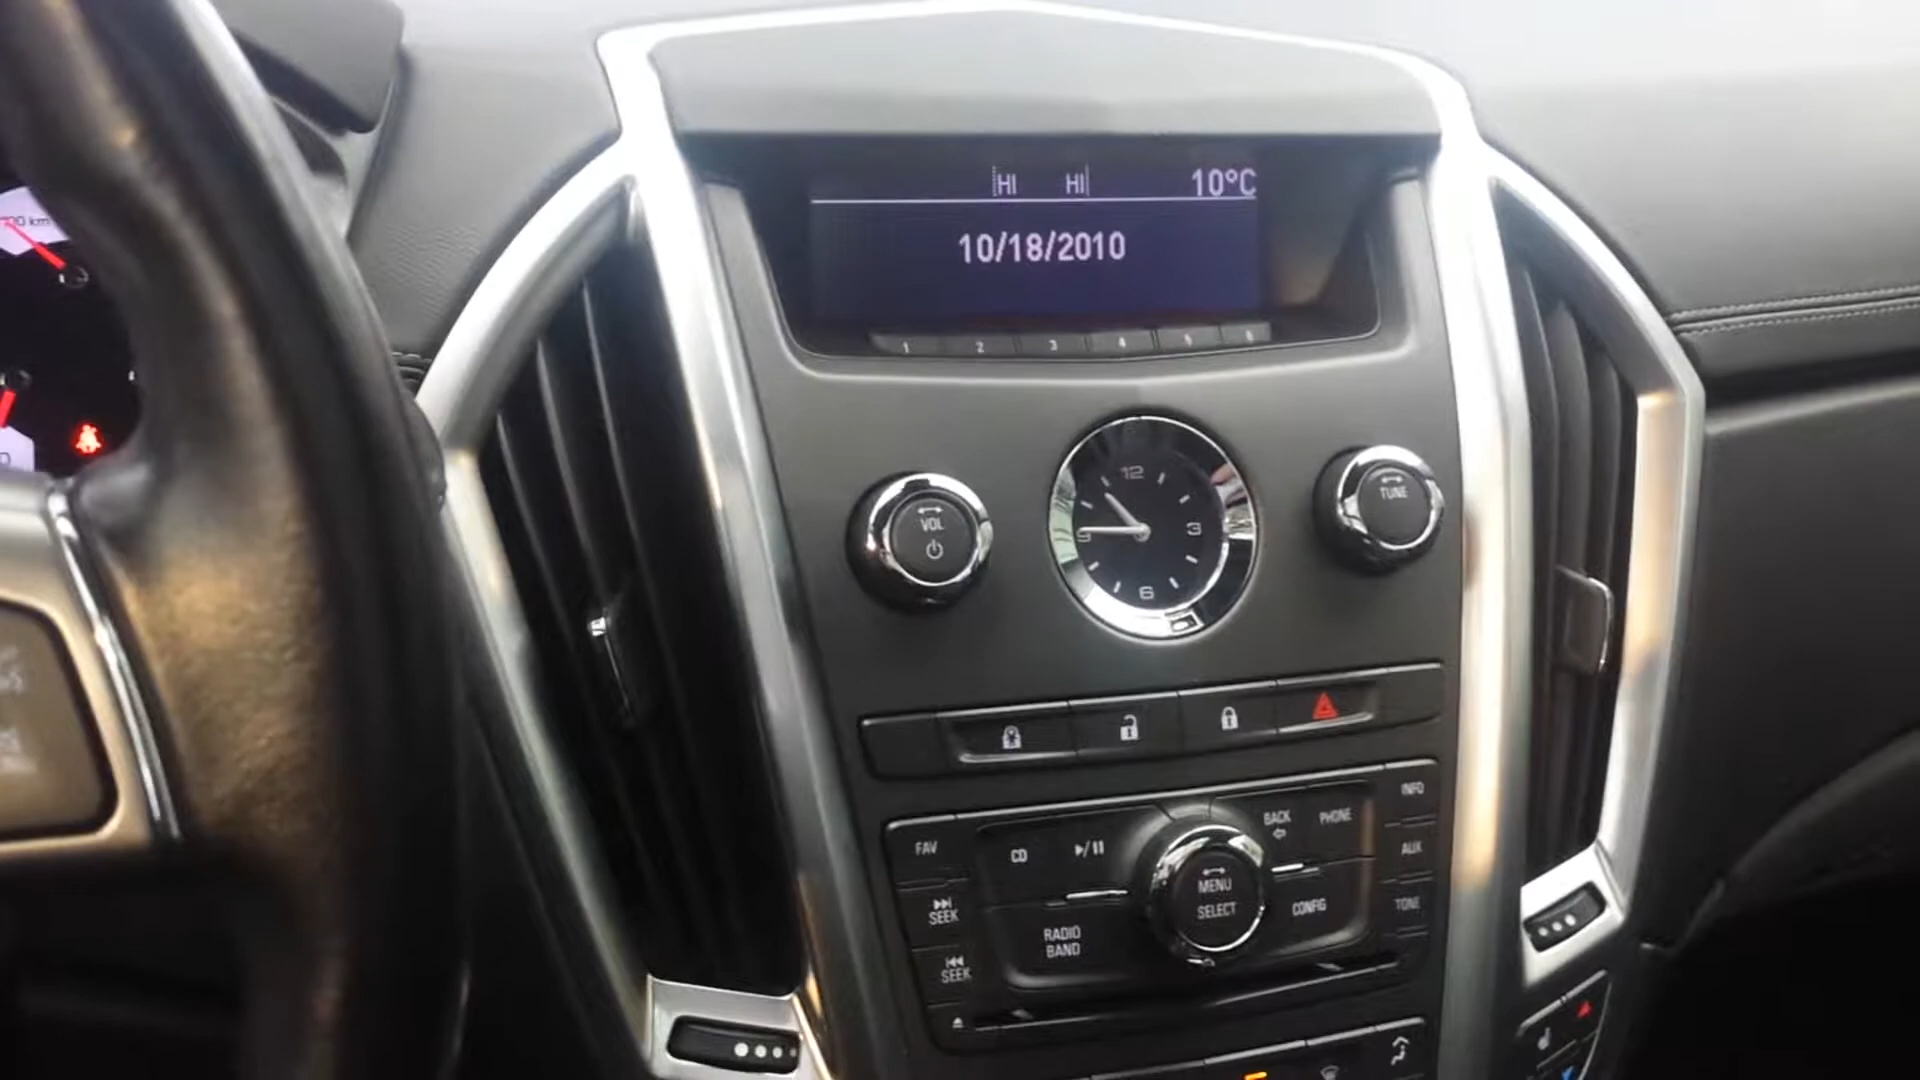 HI HI 10°C
10/18/2010
1 2 3 4 5 6
12
9 3
6
VOL
TUNE
INFO
BACK PHONE
FAV CD AUX
MENU
SELECT
SEEK CONFIG TONE
RADIO
BAND
SEEK
km